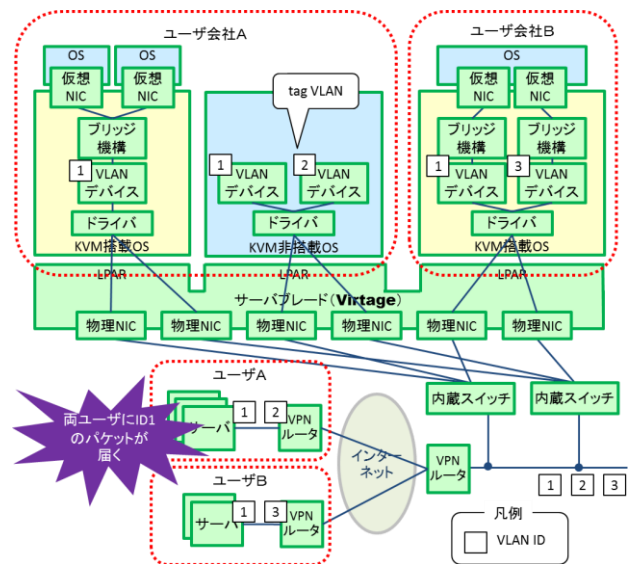 ユーザ会社A
ユーザ会社B
OS
OS
OS
仮想
NIC
仮想
NIC
仮想
NIC
仮想
NIC
tag VLAN
ブリッジ
機構
ブリッジ
機構
ブリッジ
機構
1
VLAN
デバイス
1
VLAN
デバイス
2
VLAN
デバイス
1
VLAN
デバイス
3
VLAN
デバイス
ドライバ
ドライバ
ドライバ
KVM搭載OS
KVM非搭載OS
KVM搭載OS
LPAR
LPAR
LPAR
サーバブレード(Virtage)
物理NIC
物理NIC
物理NIC
物理NIC
物理NIC
物理NIC
ユーザA
サーバ
1
2
VPN
ルータ
内蔵スイッチ
内蔵スイッチ
両ユーザにID1
のパケットが
届く
インター
ネット
VPN
ルータ
1
2
3
ユーザB
サーバ
1
3
VPN
ルータ
凡例
VLAN ID